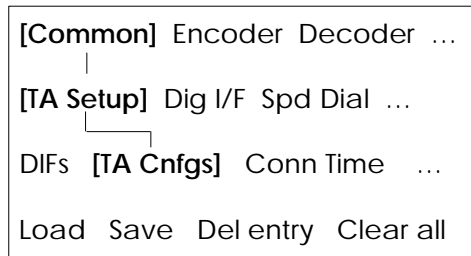 [Common] Encoder Decoder ...
[TA Setup] Dig I/F Spd Dial ...
DIFs [TA Cnfgs] Conn Time ...
Load Save Del entry Clear all